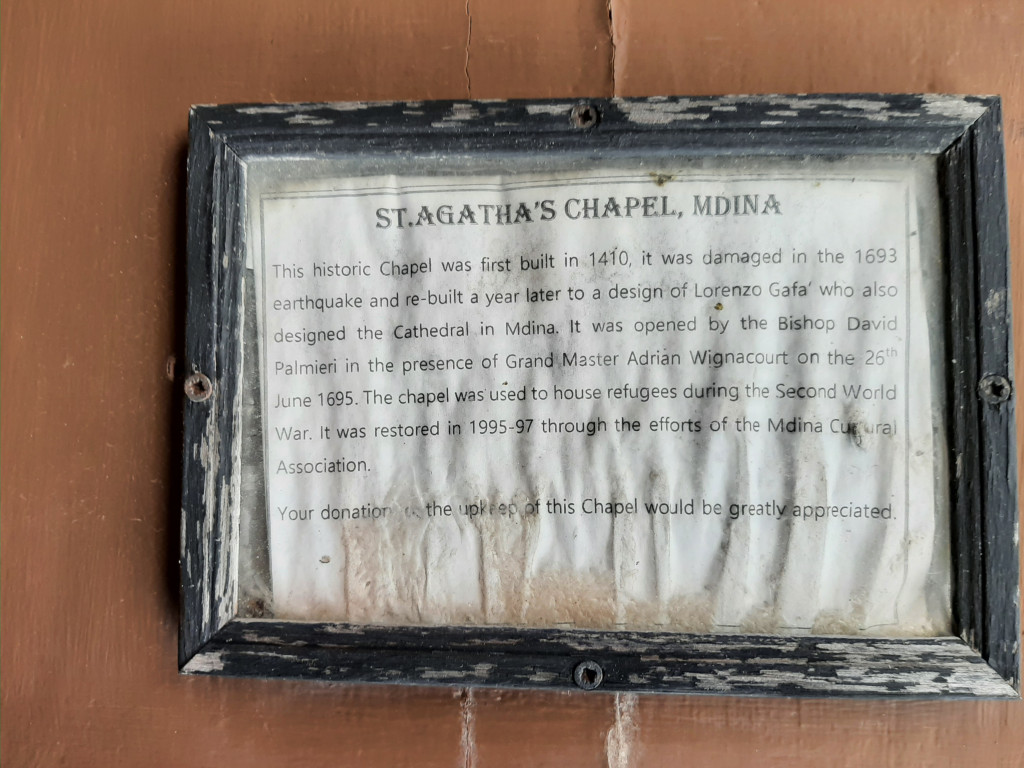 ST.AGATHA'S CHAPEL, MDINA
This historic Chapel was first built in 1410, it was damaged in the 1693
earthquake and re-built a year later to a design of Lorenzo Gafa' who also
designed the Cathedral in Mdina. It was opened by the Bishop David
Palmieri in the presence of Grand Master Adrian Wignacourt on the 26th
June 1695. The chapel was used to house refugees during the Second World
War. It was restored in 1995-97 through the efforts of the Mdina Cultural
Association.
Your donation the upkeep of this Chapel would be greatly appreciated.